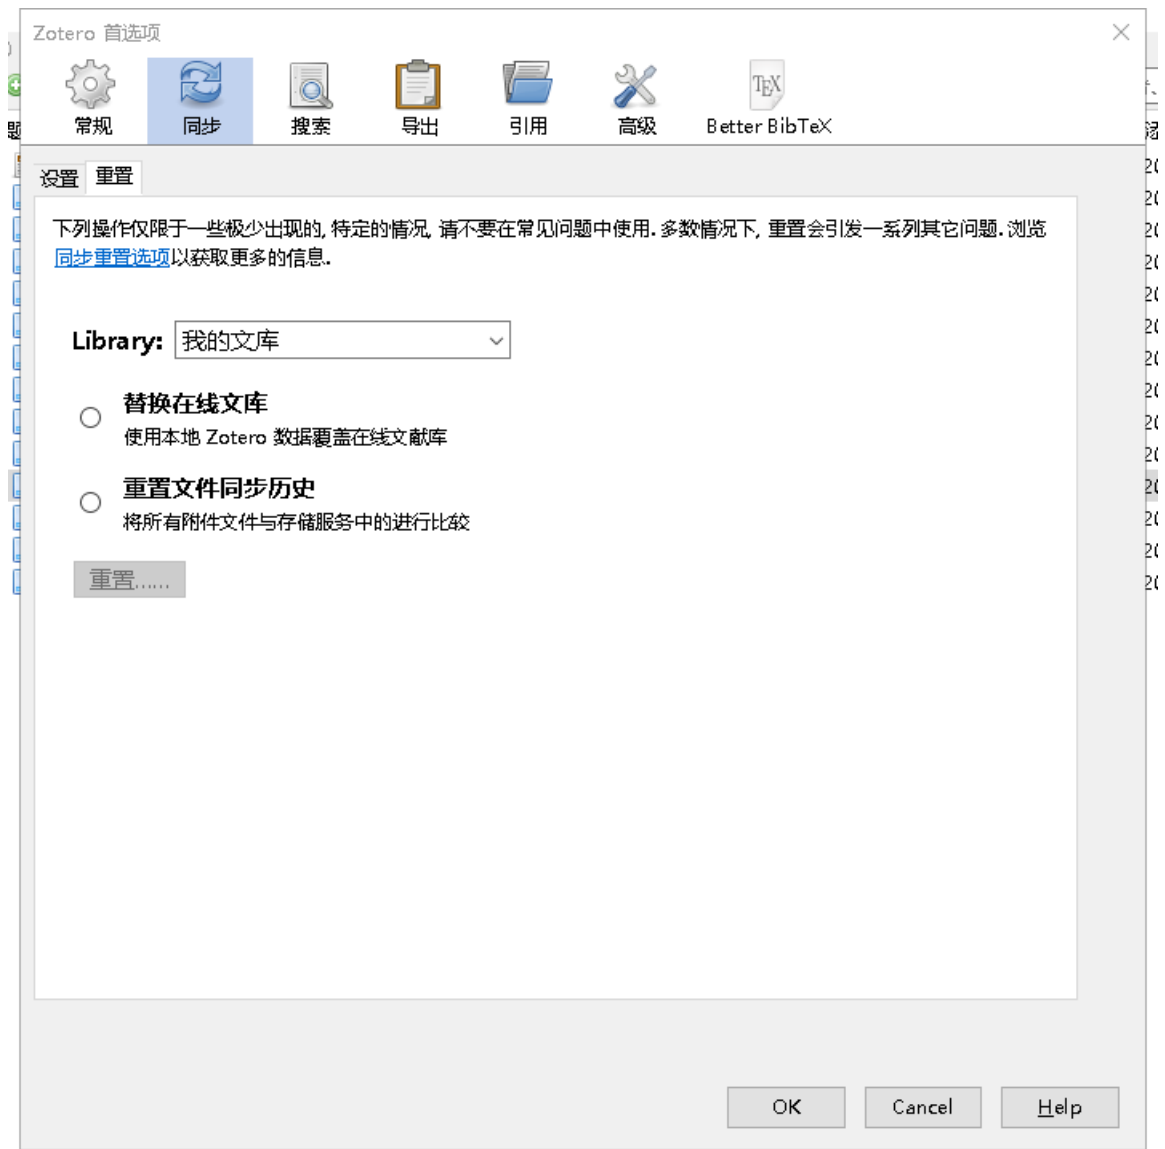 Zotero 首选项
常规 同步 搜索 导出 引用 高级 Better BibTeX
设置 重置
下列操作仅限于一些极少出现的, 特定的情况, 请不要在常见问题中使用. 多数情况下, 重置会引发一系列其它问题. 浏览
同步重置选项以获取更多的信息.
Library: 我的文库
替换在线文库
使用本地 Zotero 数据覆盖在线文献库
重置文件同步历史
将所有附件文件与存储服务中的进行比较
重置......
OK Cancel Help